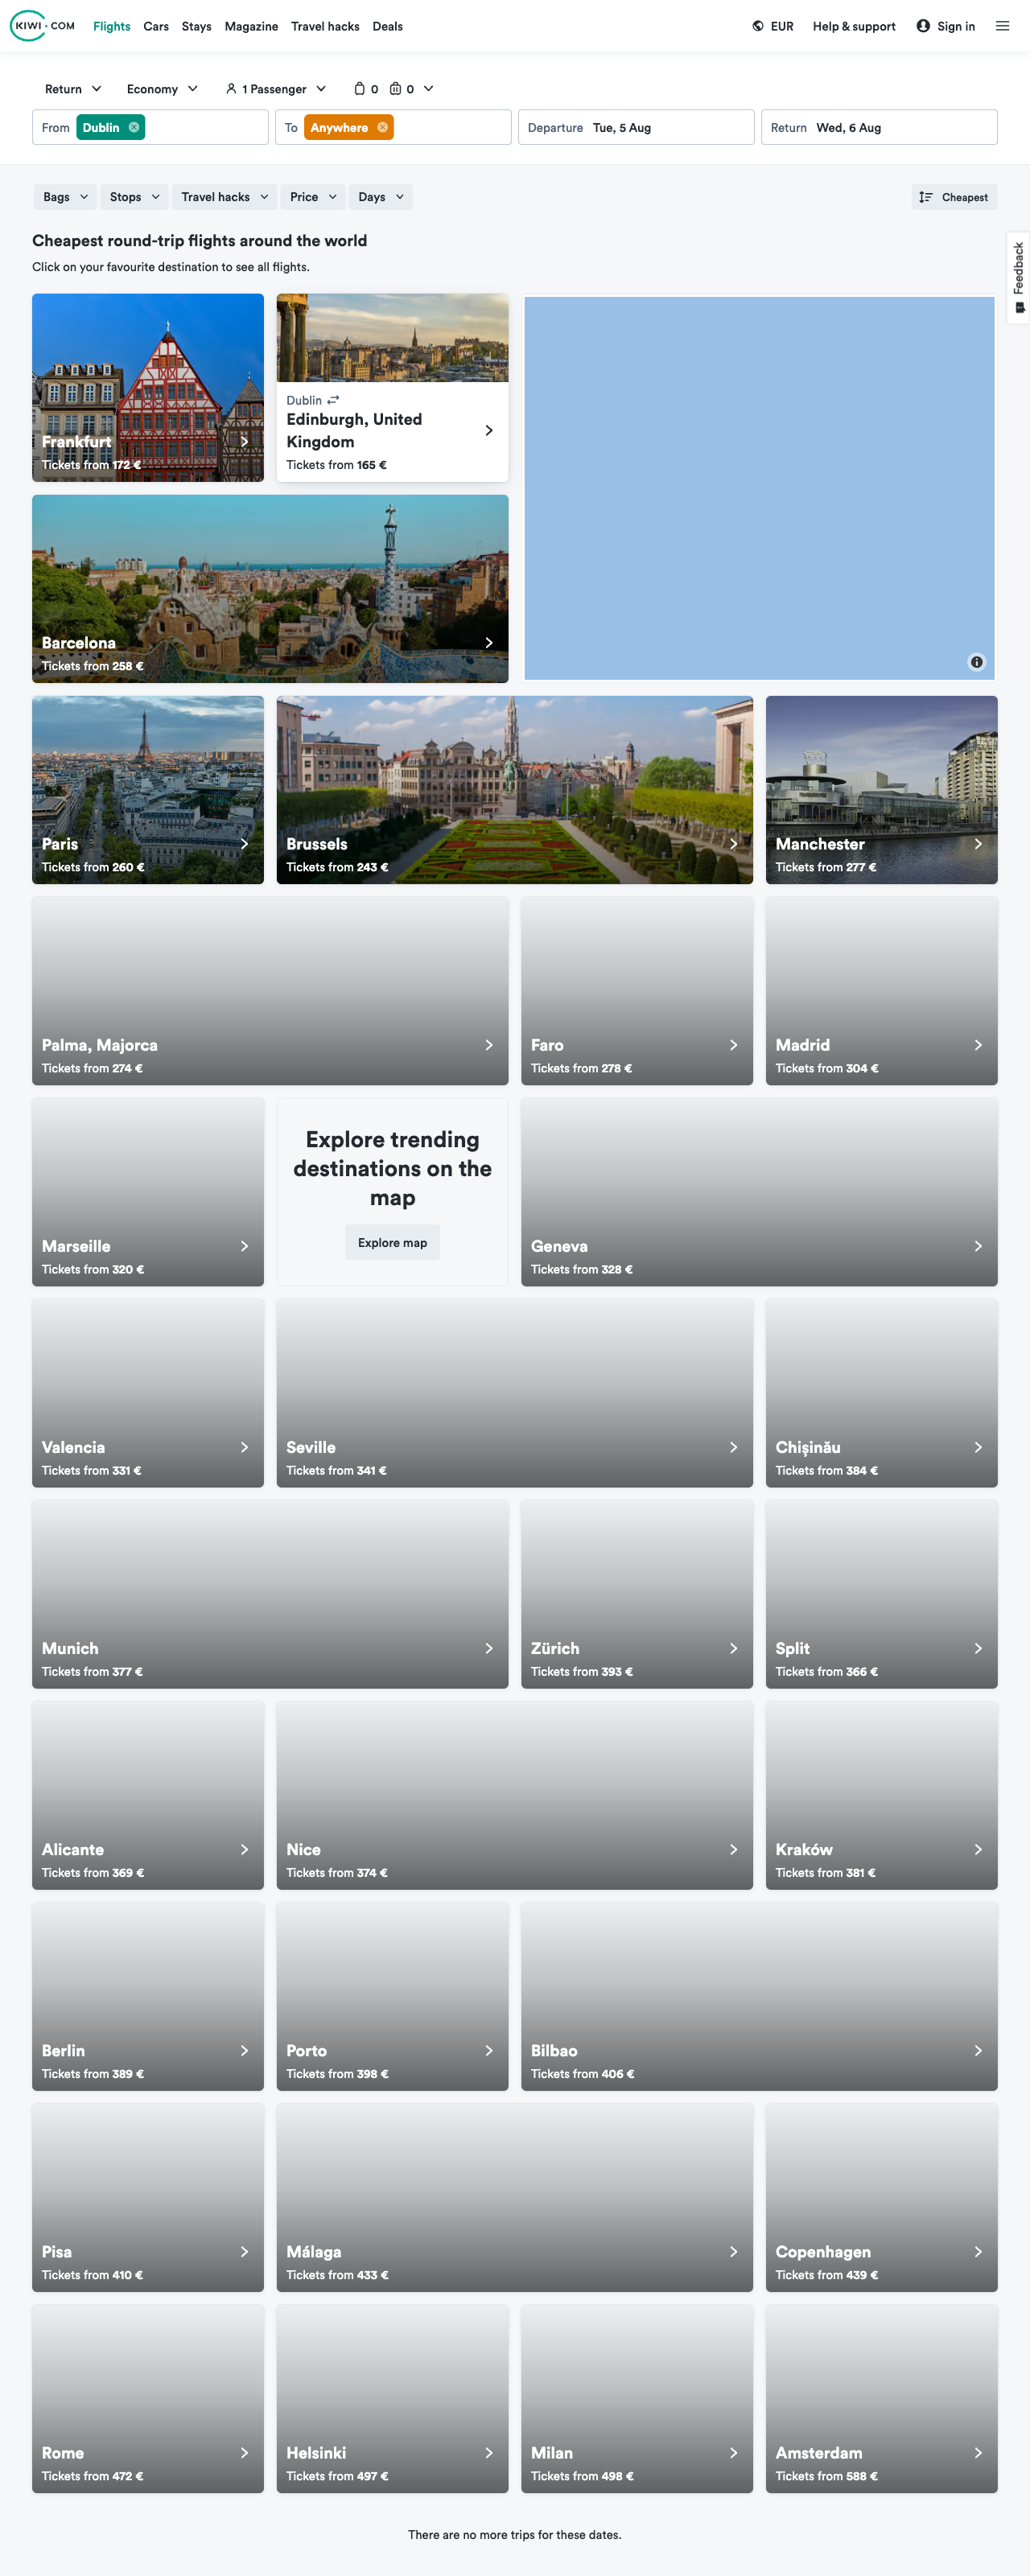 KIWI.COM Flights Cars Stays Magazine Travel hacks Deals EUR Help & support Sign in
Return Economy 1 Passenger 0 0
From Dublin To Anywhere Departure Tue, 5 Aug Return Wed, 6 Aug
Bags Stops Travel hacks Price Days Cheapest
Feedback
Cheapest round-trip flights around the world
Click on your favourite destination to see all flights.
Frankfurt
Tickets from 172 €
Dublin
Edinburgh, United
Kingdom
Tickets from 165 €
Barcelona
Tickets from 258 €
Paris
Tickets from 260 €
Brussels
Tickets from 243 €
Manchester
Tickets from 277 €
Palma, Majorca
Tickets from 274 €
Faro
Tickets from 278 €
Madrid
Tickets from 304 €
Marseille
Tickets from 320 €
Explore trending
destinations on the
map
Explore map
Geneva
Tickets from 328 €
Valencia
Tickets from 331 €
Seville
Tickets from 341 €
Chișinău
Tickets from 384 €
Munich
Tickets from 377 €
Zürich
Tickets from 393 €
Split
Tickets from 366 €
Alicante
Tickets from 369 €
Nice
Tickets from 374 €
Kraków
Tickets from 381 €
Berlin
Tickets from 389 €
Porto
Tickets from 398 €
Bilbao
Tickets from 406 €
Pisa
Tickets from 410 €
Málaga
Tickets from 433 €
Copenhagen
Tickets from 439 €
Rome
Tickets from 472 €
Helsinki
Tickets from 497 €
Milan
Tickets from 498 €
Amsterdam
Tickets from 588 €
There are no more trips for these dates.